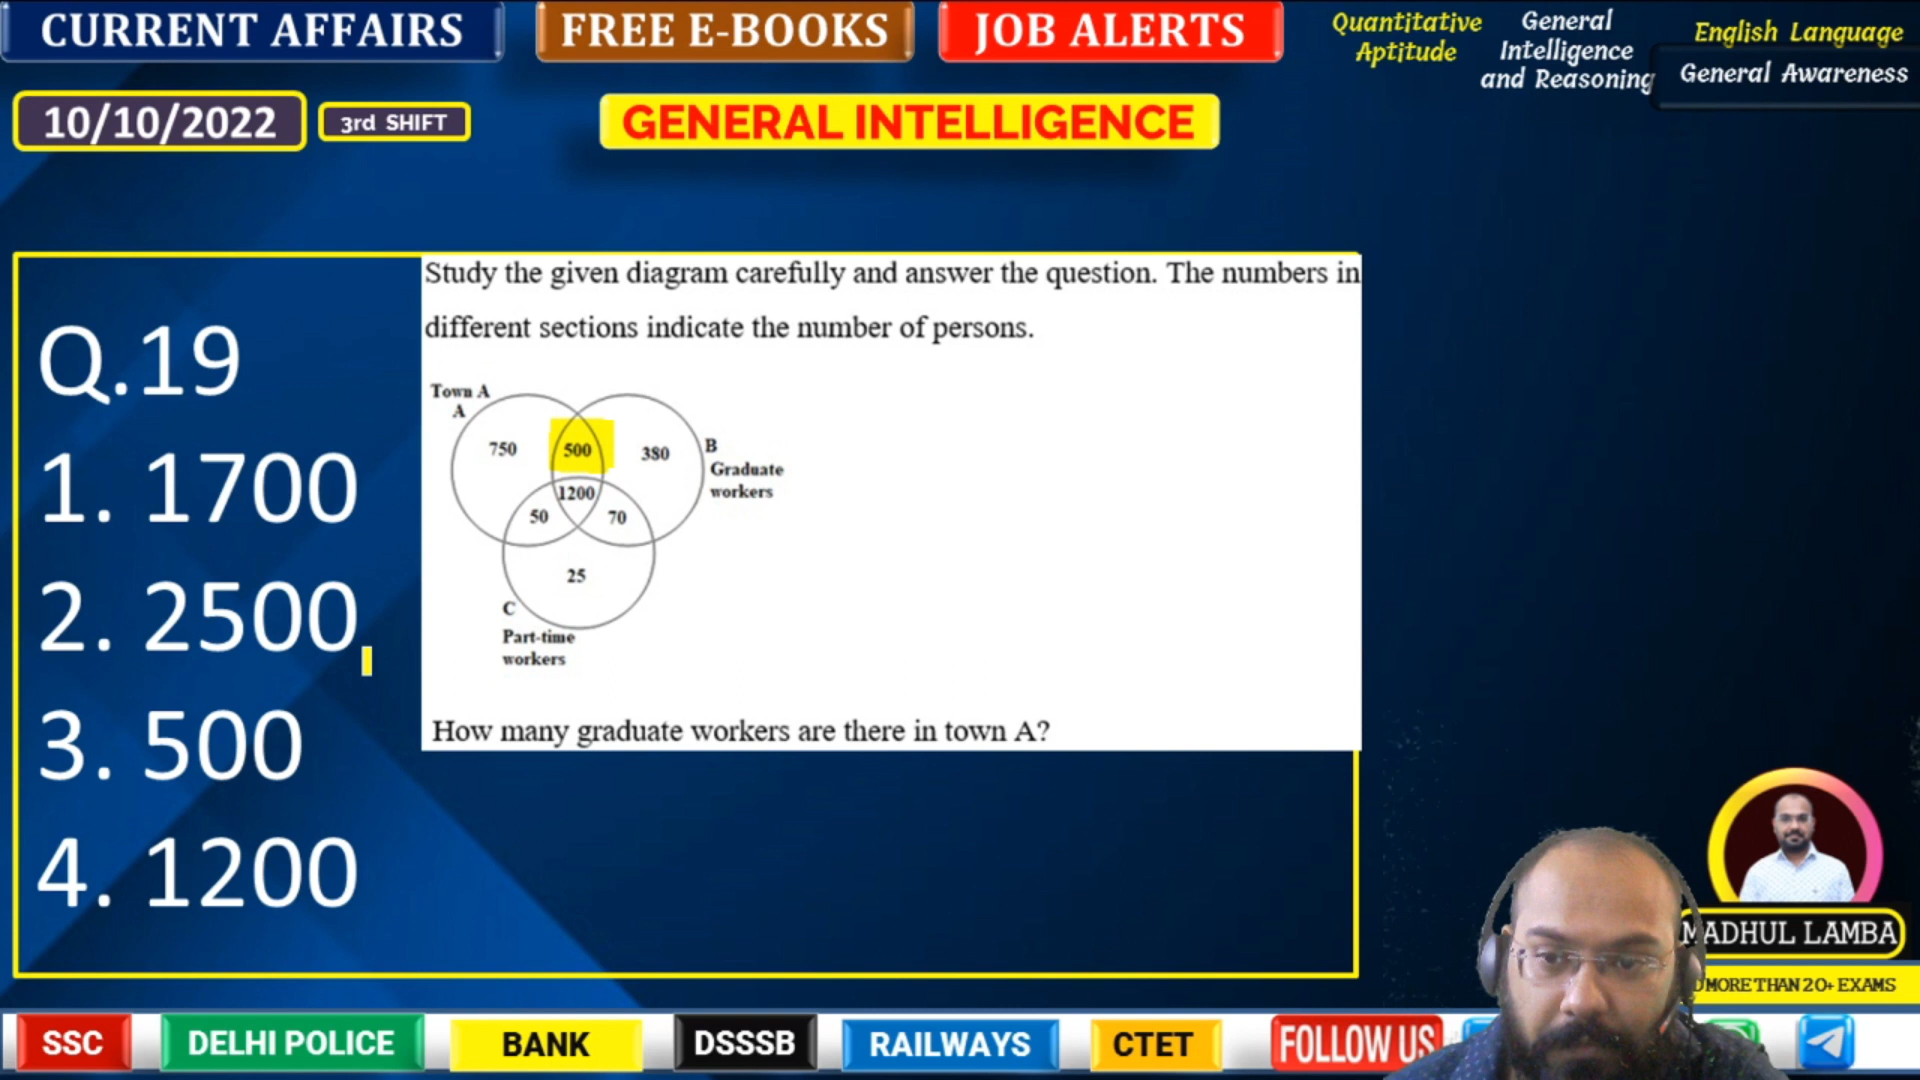 CURRENT AFFAIRS
FREE E-BOOKS
JOB ALERTS
Quantitative
Aptitude
General
Intelligence
and Reasoning
English Language
General Awareness
10/10/2022
3rd SHIFT
GENERAL INTELLIGENCE
Q.19
1. 1700
2. 2500
3. 500
4. 1200
Study the given diagram carefully and answer the question. The numbers in
different sections indicate the number of persons.
Town A
A
750
500
380
B
Graduate
workers
1200
50
70
25
C
Part-time
workers
How many graduate workers are there in town A?
MADHUL LAMBA
MORE THAN 20+ EXAMS
SSC
DELHI POLICE
BANK
DSSSB
RAILWAYS
CTET
FOLLOW US